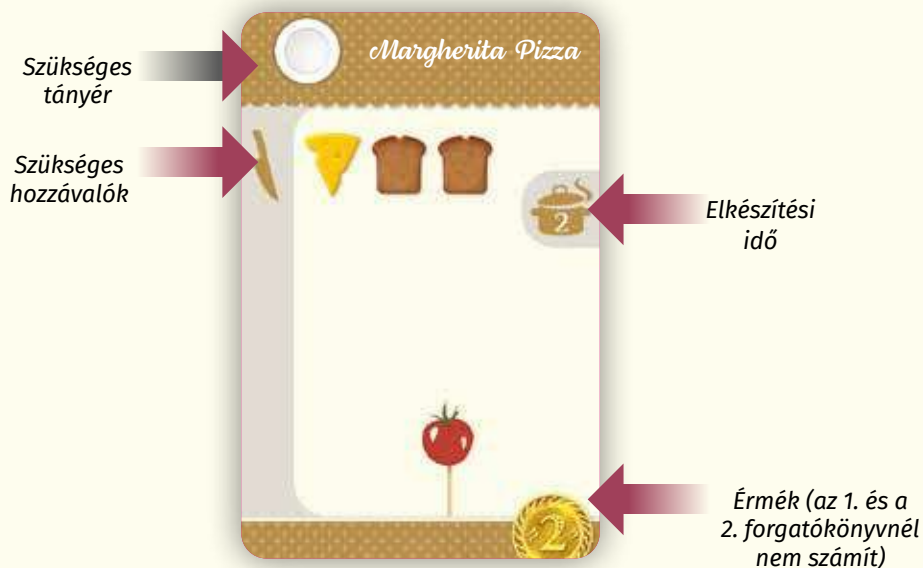 Margherita Pizza
Szükséges
tányér
Szükséges
hozzávalók
2
Elkészítési
idő
2
Érmék (az 1. és a
2. forgatókönyvnél
nem számít)